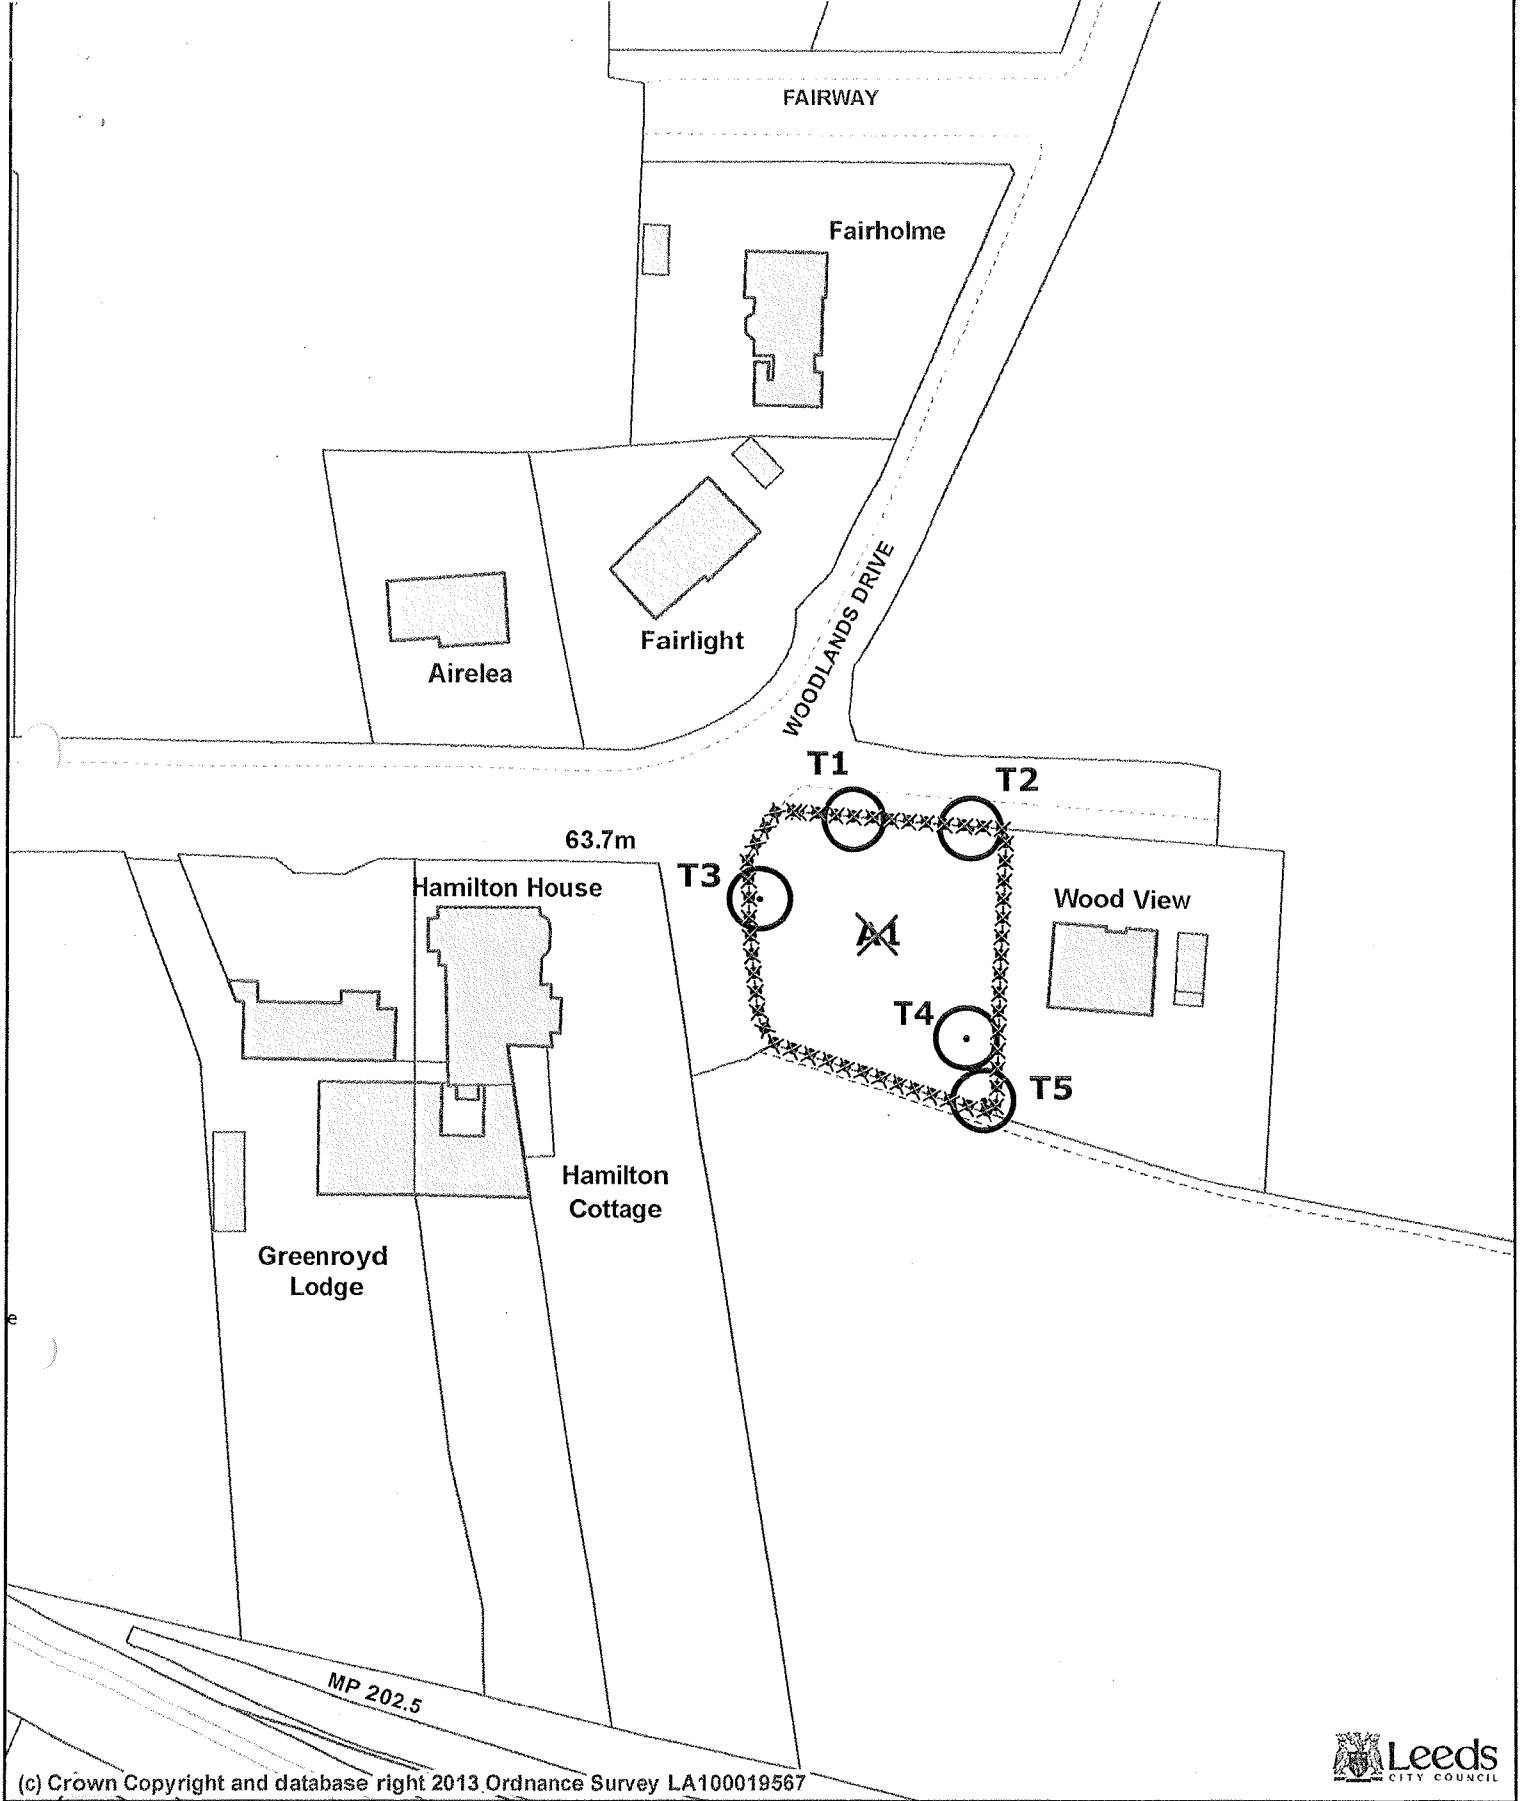 FAIRWAY
Fairholme
WOODLANDS DRIVE
Fairlight
Airelea
T1
T2
63.7m
T3
Hamilton House
Wood View
A1
T4
T5
Hamilton
Cottage
Greenroyd
Lodge
e
MP 202.5
Leeds
CITY COUNCIL
(c) Crown Copyright and database right 2013 Ordnance Survey LA100019567